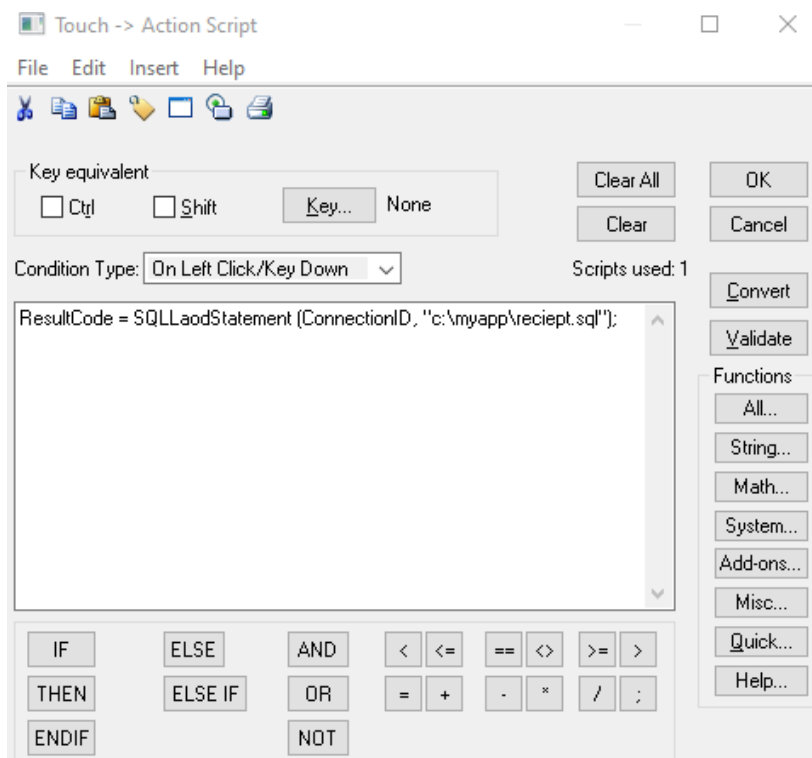 Touch -> Action Script
File Edit Insert Help
Key equivalent
Ctrl Shift Key... None
Clear All OK
Clear Cancel
Condition Type: On Left Click/Key Down Scripts used: 1
Convert
ResultCode = SQLLaodStatement (ConnectionID, "c:\myapp\reciept.sql");
Validate
Functions
All...
String...
Math...
System...
Add-ons...
Misc...
Quick...
Help...
IF ELSE AND < <= == <> >= >
THEN ELSE IF OR = + - * / ;
ENDIF NOT